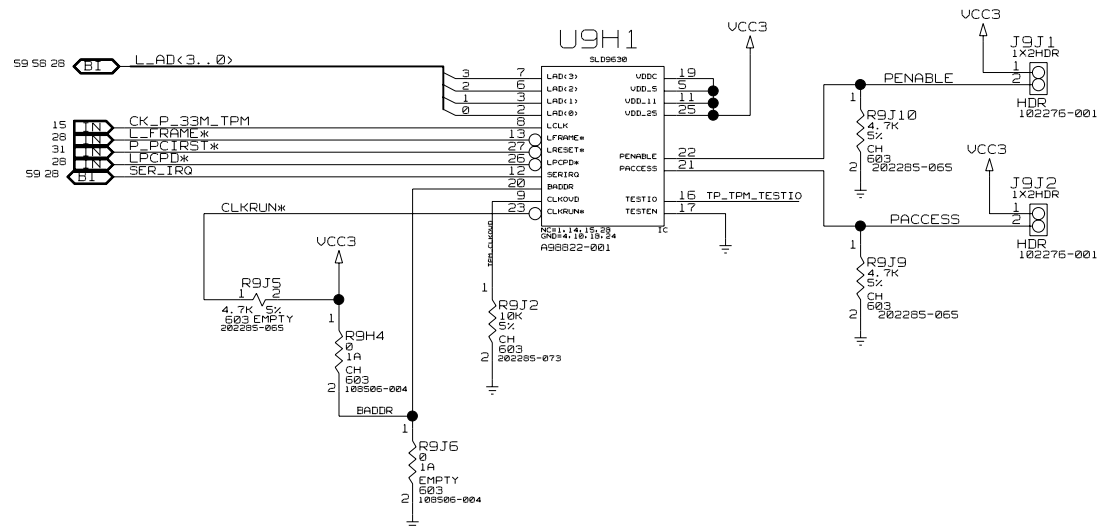 VCC3
VCC3
J9J1
1X2HDR
1
2
HDR
102276-001
U9H1
SLD9630
59 58 28 BI L_AD<3..0>
3 7 LAD<3>
2 6 LAD<2>
1 3 LAD<1>
0 2 LAD<0>
15 IN CK_P_33M_TPM 8 LCLK
28 IN L_FRAME* 13 LFRAME*
31 IN P_PCIRST* 27 LRESET*
28 IN LPCPD* 26 LPCPD*
59 28 BI SER_IRQ 12 SERIRQ
20 BADDR
9 CLKOVD
CLKRUN* 23 CLKRUN*
VDDC 19
VDD_5 5
VDD_11 11
VDD_25 25
PENABLE 22
PACCESS 21
TESTIO 16 TP_TPM_TESTIO
TESTEN 17
NC=1,14,15,28
GND=4,10,18,24
IC
A98822-001
TPM_CLKOVD
PENABLE
1
R9J10
4.7K
5%
CH
603
2
202285-065
VCC3
J9J2
1X2HDR
1
2
HDR
102276-001
PACCESS
1
R9J9
4.7K
5%
CH
603
2
202285-065
VCC3
R9J5
1 2
4.7K 5%
603 EMPTY
202285-065
1
R9H4
0
1A
CH
603
2
108506-004
1
R9J2
10K
5%
CH
603
2
202285-073
BADDR
1
R9J6
0
1A
EMPTY
603
2
108506-004